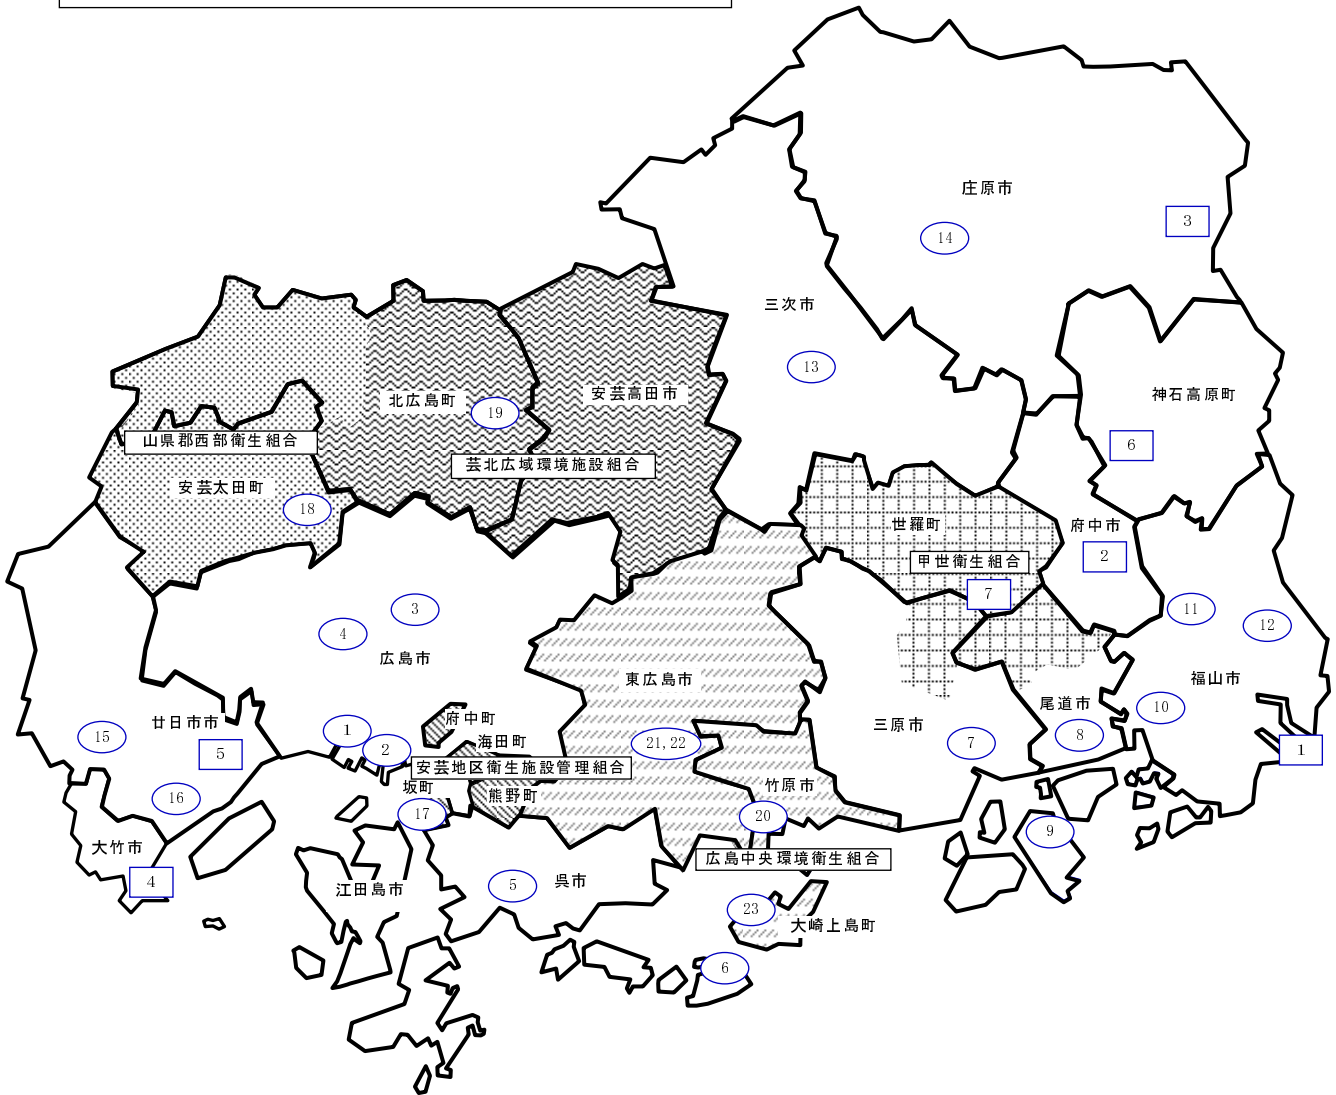 庄原市
3
14
三次市
13
神石高原町
北広島町
安芸高田市
19
山県郡西部衛生組合
芸北広域環境施設組合
6
安芸太田町
18
世羅町
府中市
甲世衛生組合
2
7
3
4
11
12
広島市
東広島市
福山市
尾道市
10
廿日市市
府中町
三原市
15
1
海田町
21, 22
7
8
5
2
1
安芸地区衛生施設管理組合
坂町
熊野町
竹原市
16
17
20
9
大竹市
広島中央環境衛生組合
4
江田島市
5
呉市
23
大崎上島町
6